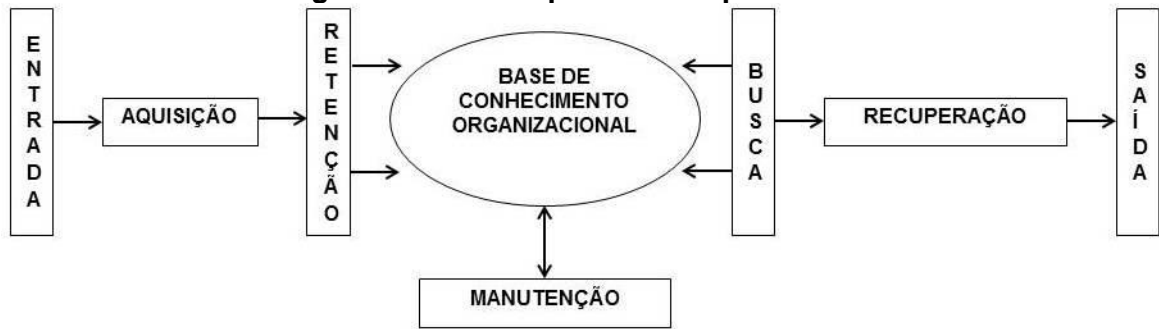 ENTRADA
AQUISIÇÃO
RETENÇÃO
BASE DE
CONHECIMENTO
ORGANIZACIONAL
BUSCA
RECUPERAÇÃO
SAÍDA
MANUTENÇÃO